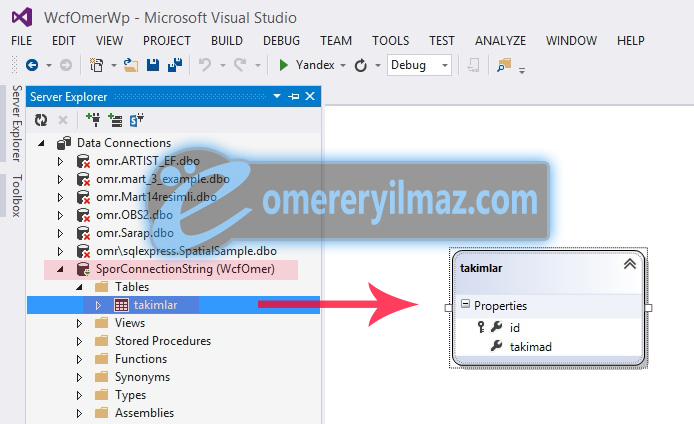 WcfOmerWp - Microsoft Visual Studio
FILE EDIT VIEW PROJECT BUILD DEBUG TEAM TOOLS TEST ANALYZE WINDOW HELP
Yandex Debug
Server Explorer
Toolbox
Server Explorer
Data Connections
omr.ARTIST_EF.dbo
omr.mart_3_example.dbo
omr.Mart14resimli.dbo
omr.OBS2.dbo
omr.Sarap.dbo
omr\sqlexpress.SpatialSample.dbo
SporConnectionString (WcfOmer)
Tables
takimlar
Views
Stored Procedures
Functions
Synonyms
Types
Assemblies
omereryilmaz.com
takimlar
Properties
id
takimad